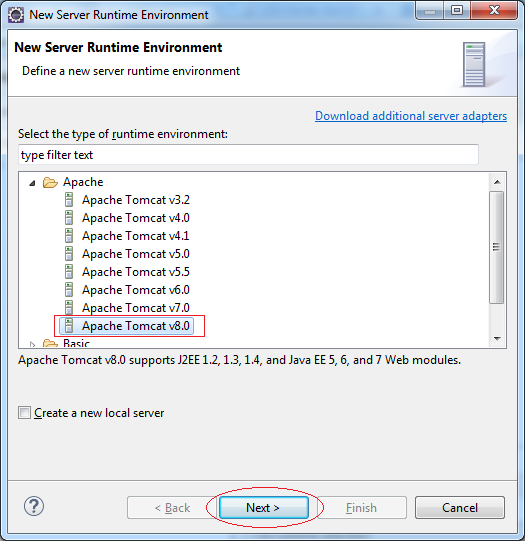 New Server Runtime Environment
New Server Runtime Environment
Define a new server runtime environment
Download additional server adapters
Select the type of runtime environment:
type filter text
Apache
Apache Tomcat v3.2
Apache Tomcat v4.0
Apache Tomcat v4.1
Apache Tomcat v5.0
Apache Tomcat v5.5
Apache Tomcat v6.0
Apache Tomcat v7.0
Apache Tomcat v8.0
Basic
Apache Tomcat v8.0 supports J2EE 1.2, 1.3, 1.4, and Java EE 5, 6, and 7 Web modules.
Create a new local server
? < Back Next > Finish Cancel